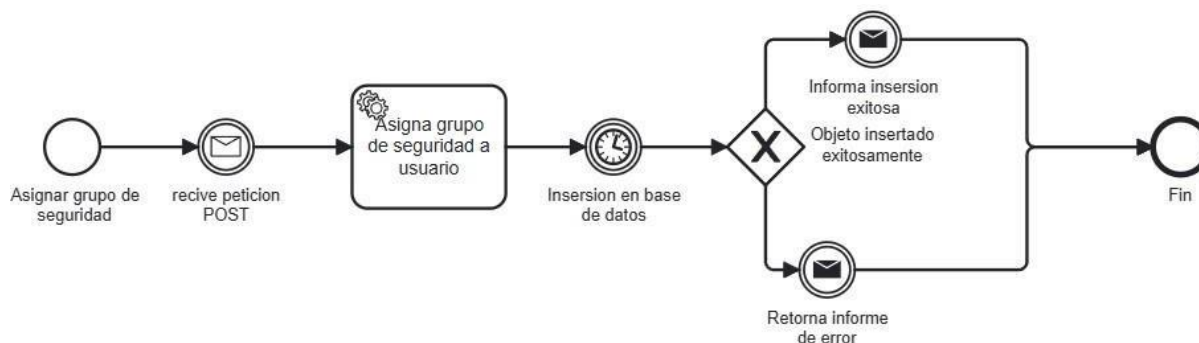 Asignar grupo de
seguridad
recive peticion
POST
Asigna grupo
de seguridad a
usuario
Insersion en base
de datos
Informa insersion
exitosa
Objeto insertado
exitosamente
X
Retorna informe
de error
Fin